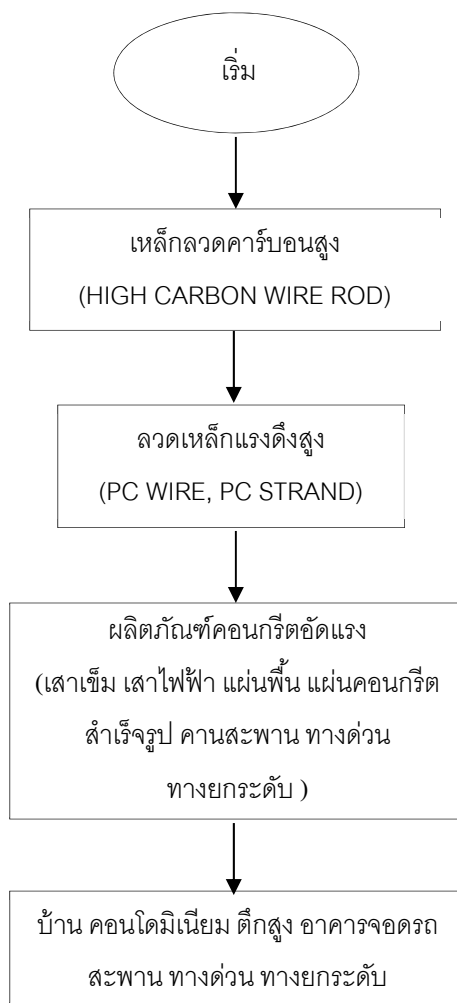 เริ่ม
เหล็กลวดคาร์บอนสูง
(HIGH CARBON WIRE ROD)
ลวดเหล็กแรงดึงสูง
(PC WIRE, PC STRAND)
ผลิตภัณฑ์คอนกรีตอัดแรง
(เสาเข็ม เสาไฟฟ้า แผ่นพื้น แผ่นคอนกรีต
สำเร็จรูป คานสะพาน ทางด่วน
ทางยกระดับ )
บ้าน คอนโดมิเนียม ตึกสูง อาคารจอดรถ
สะพาน ทางด่วน ทางยกระดับ